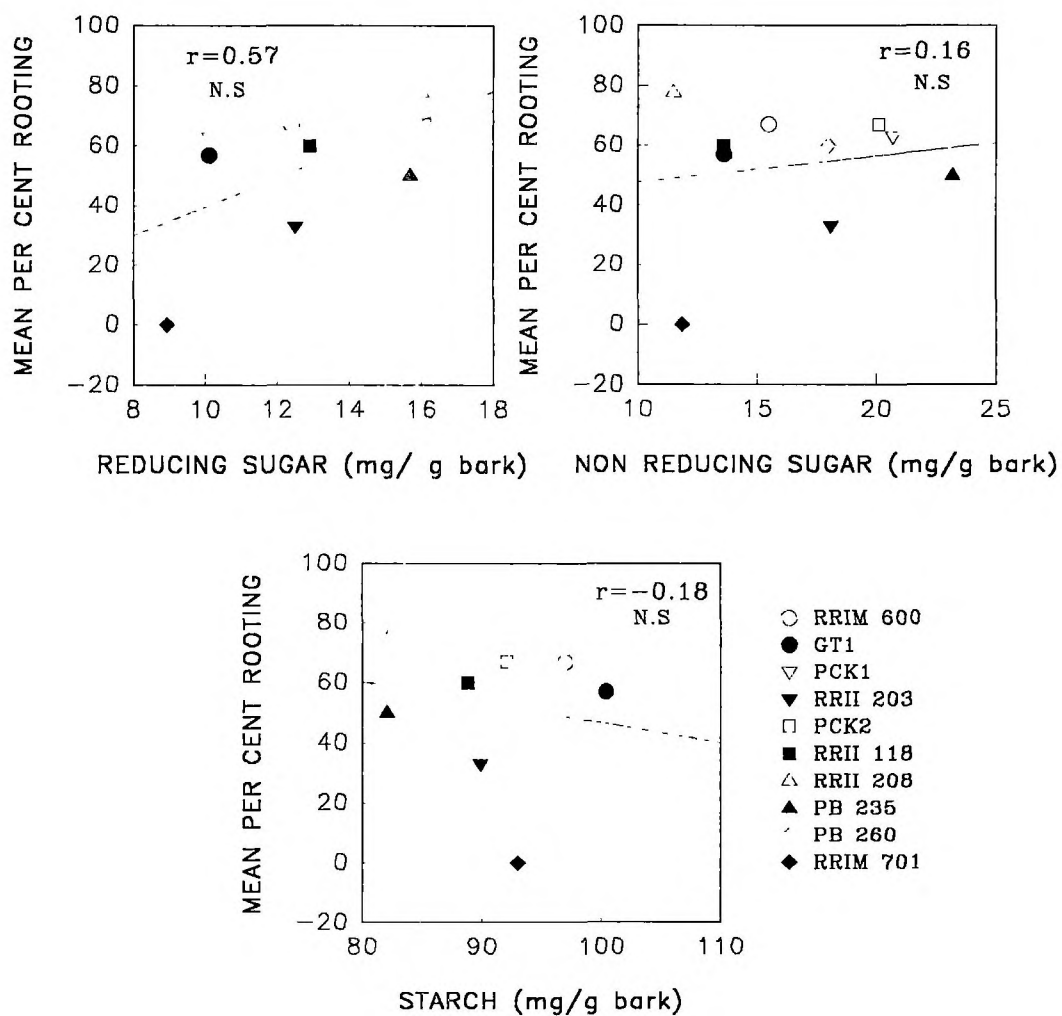 MEAN PER CENT ROOTING
100
80
60
40
20
0
−20
r=0.57
N.S
8
10
12
14
16
18
REDUCING SUGAR (mg/ g bark)
MEAN PER CENT ROOTING
100
80
60
40
20
0
−20
r=0.16
N.S
10
15
20
25
NON REDUCING SUGAR (mg/g bark)
MEAN PER CENT ROOTING
100
80
60
40
20
0
−20
r=−0.18
N.S
80
90
100
110
STARCH (mg/g bark)
RRIM 600
GT1
PCK1
RRII 203
PCK2
RRII 118
RRII 208
PB 235
PB 260
RRIM 701